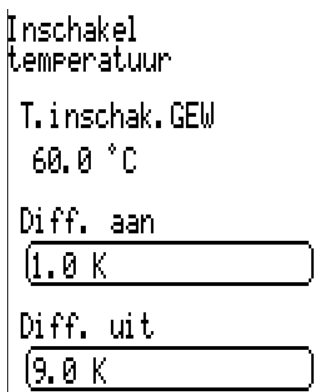 Inschakel
temperatuur
T.inschak.GEW
60.0 °C
Diff. aan
1.0 K
Diff. uit
9.0 K